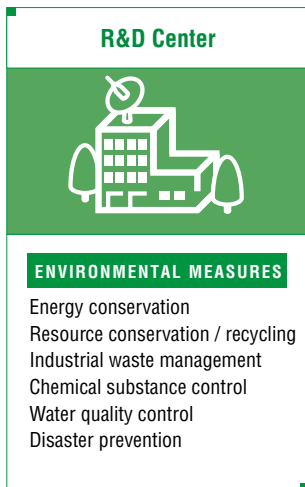 R&D Center
ENVIRONMENTAL MEASURES
Energy conservation
Resource conservation / recycling
Industrial waste management
Chemical substance control
Water quality control
Disaster prevention